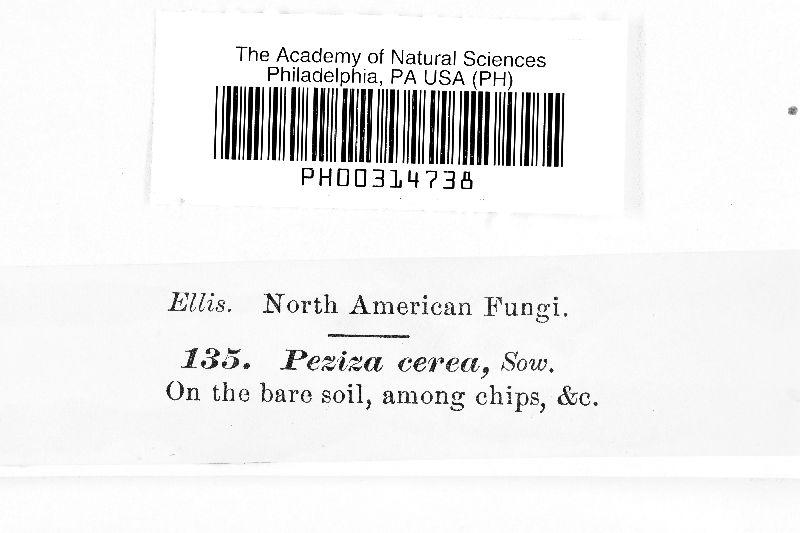 The Academy of Natural Sciences
Philadelphia, PA USA (PH)
PH00314738
Ellis. North American Fungi.
135. Peziza cerea, Sow.
On the bare soil, among chips, &c.